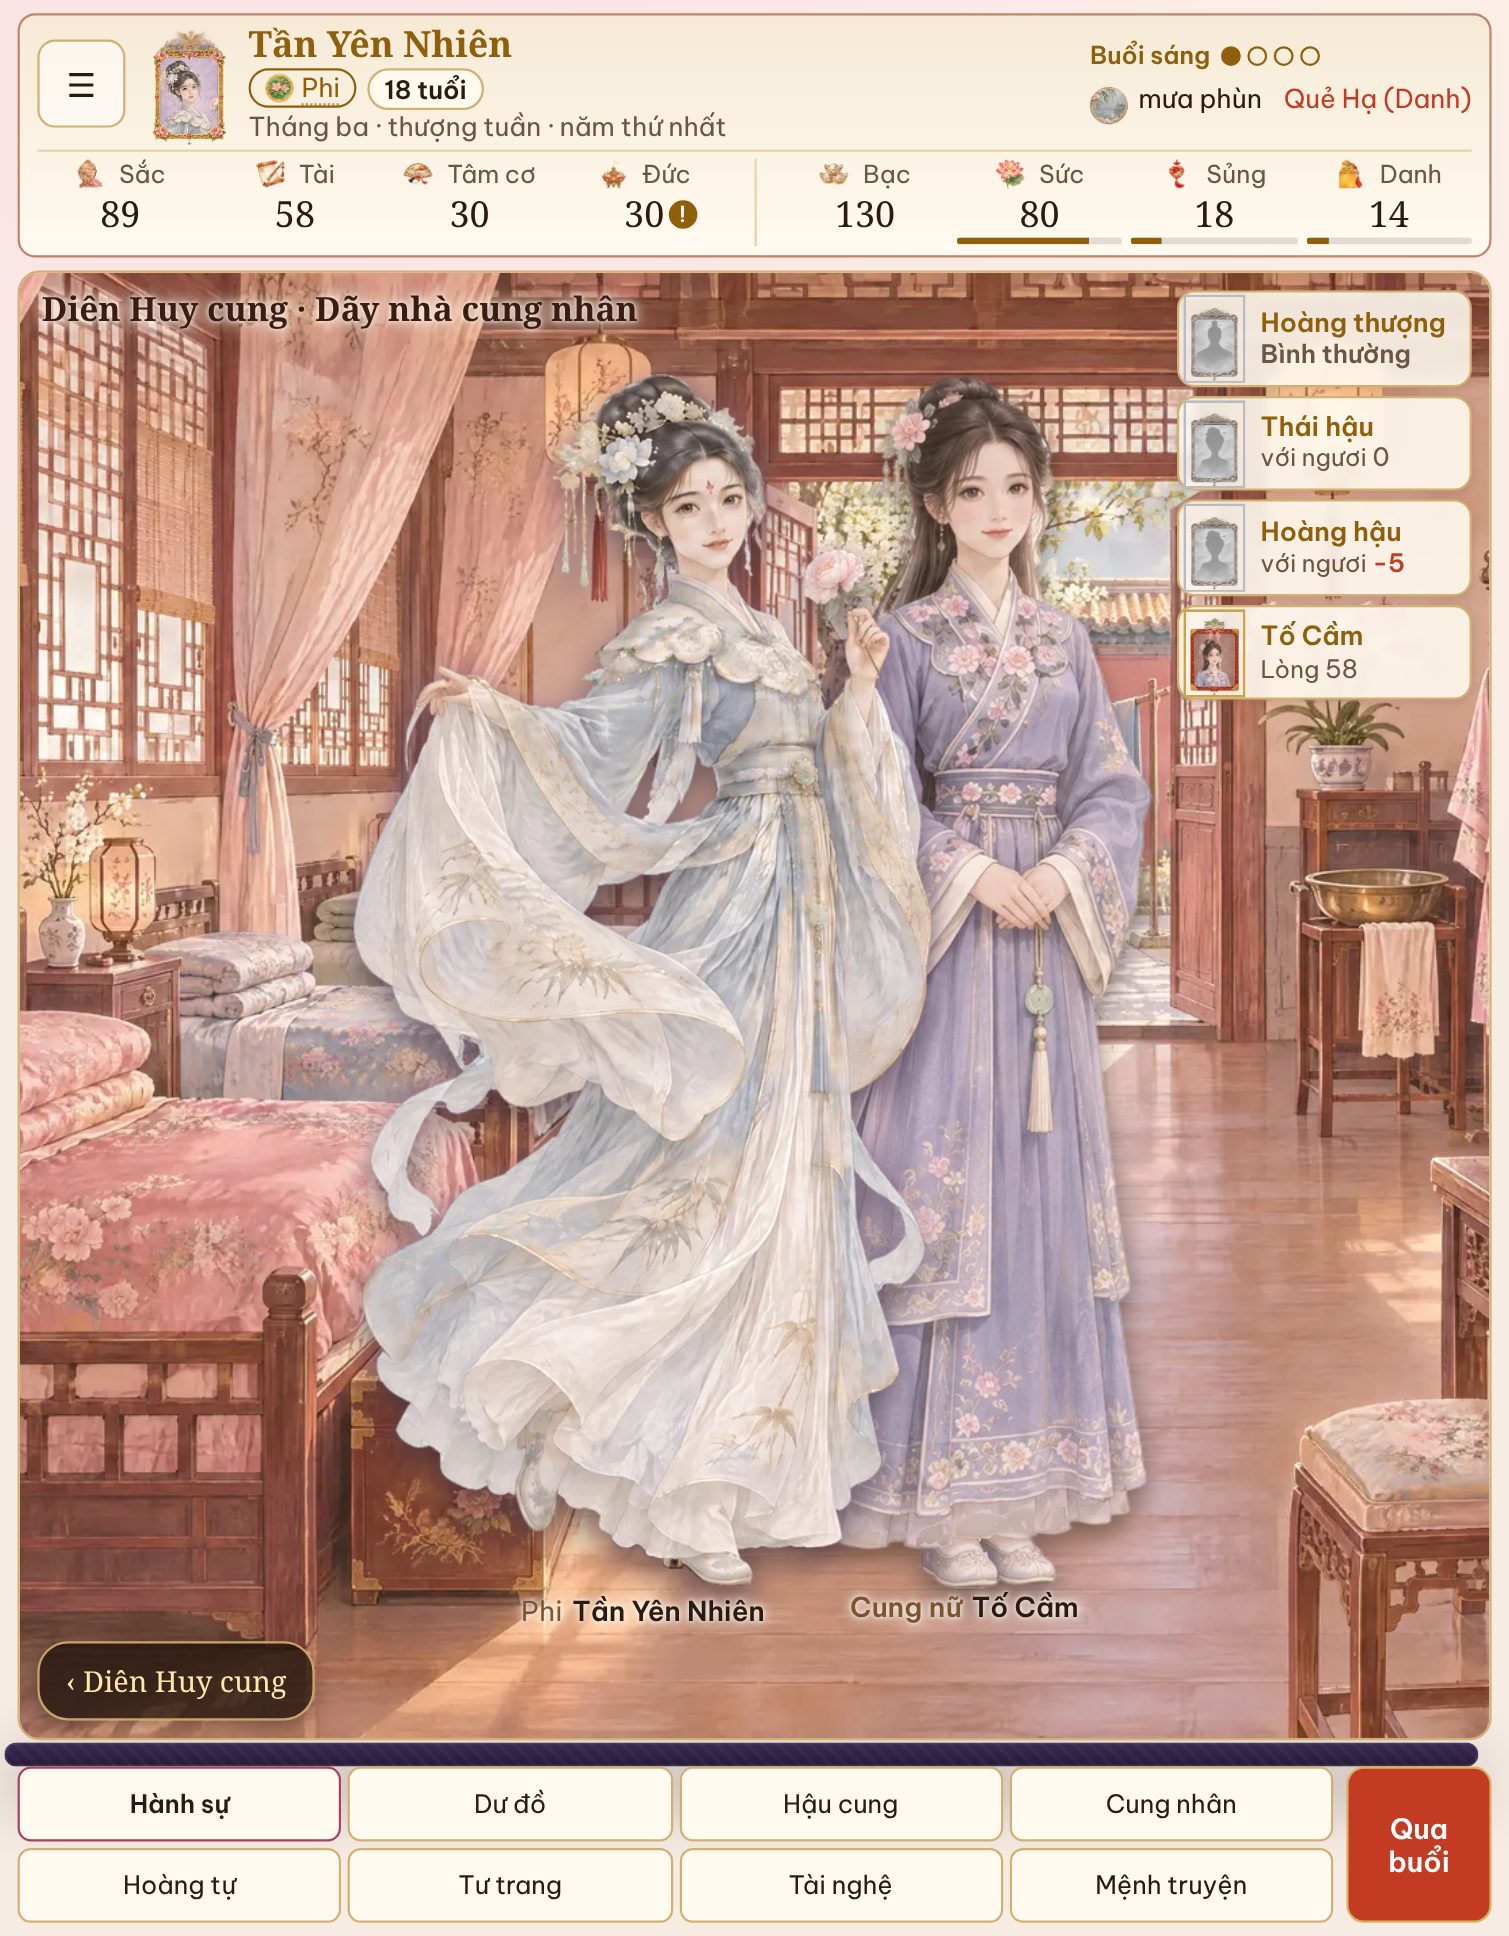 ☰
Tần Yên Nhiên
Phi 18 tuổi
Tháng ba · thượng tuần · năm thứ nhất
Buổi sáng
mưa phùn Quẻ Hạ (Danh)
Sắc Tài Tâm cơ Đức Bạc Sức Sủng Danh
89 58 30 30 ! 130 80 18 14
Diên Huy cung · Dãy nhà cung nhân
Hoàng thượng
Bình thường
Thái hậu
với ngươi 0
Hoàng hậu
với ngươi -5
Tố Cầm
Lòng 58
Phi Tần Yên Nhiên
Cung nữ Tố Cầm
‹ Diên Huy cung
Hành sự Dư đồ Hậu cung Cung nhân
Hoàng tự Tư trang Tài nghệ Mệnh truyện
Qua
buổi